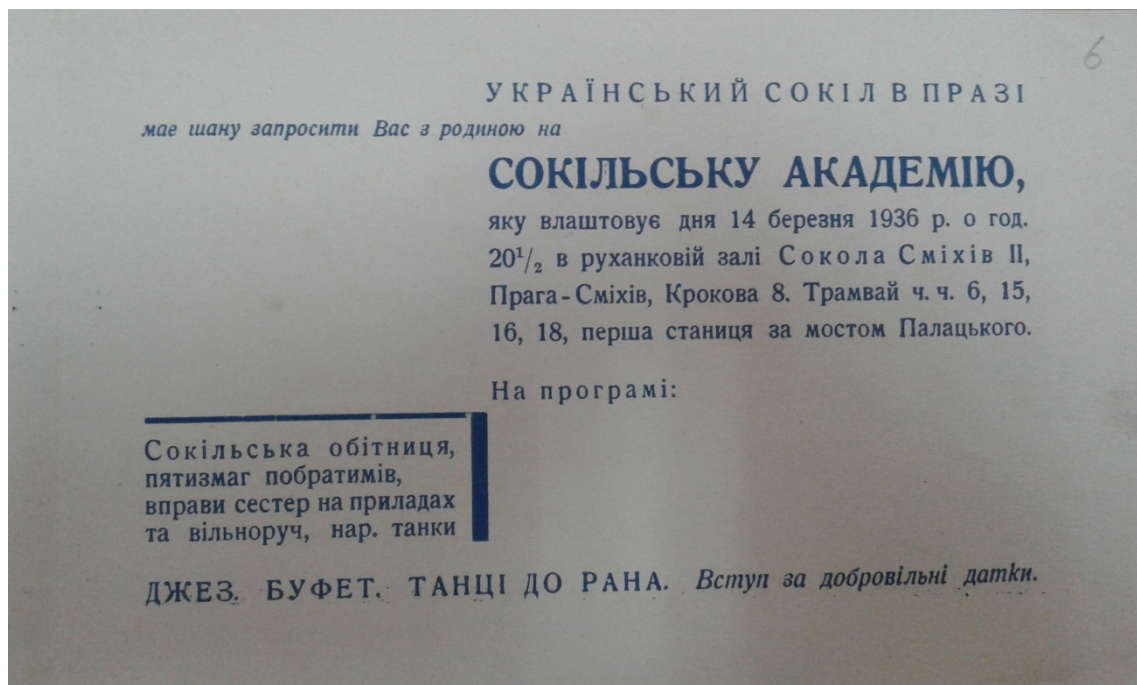 6
УКРАЇНСЬКИЙ СОКІЛ В ПРАЗІ
має шану запросити Вас з родиною на
СОКІЛЬСЬКУ АКАДЕМІЮ,
яку влаштовує дня 14 березня 1936 р. о год.
20¹/₂ в руханковій залі Сокола Сміхів II,
Прага-Сміхів, Крокова 8. Трамвай ч. ч. 6, 15,
16, 18, перша станиця за мостом Палацького.
На програмі:
Сокільська обітниця,
пятизмаг побратимів,
вправи сестер на приладах
та вільноруч, нар. танки
ДЖЕЗ. БУФЕТ. ТАНЦІ ДО РАНА. Вступ за добровільні датки.